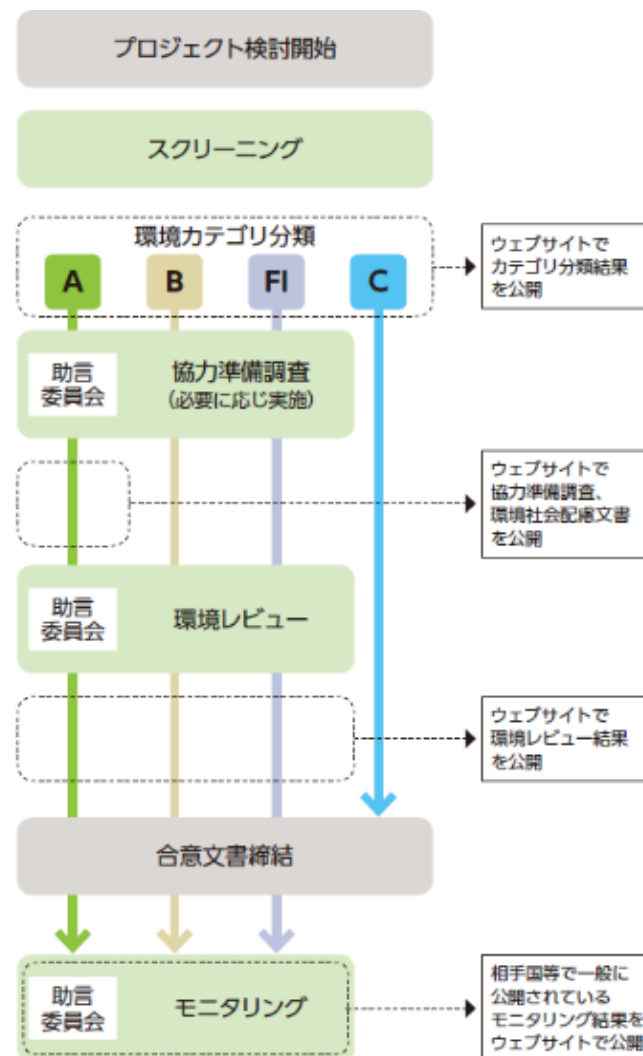 プロジェクト検討開始
スクリーニング
環境カテゴリ分類
A
B
FI
C
ウェブサイトで
カテゴリ分類結果
を公開
助言
委員会
協力準備調査
(必要に応じ実施)
ウェブサイトで
協力準備調査、
環境社会配慮文書
を公開
助言
委員会
環境レビュー
ウェブサイトで
環境レビュー結果
を公開
合意文書締結
助言
委員会
モニタリング
相手国等で一般に
公開されている
モニタリング結果を
ウェブサイトで公開